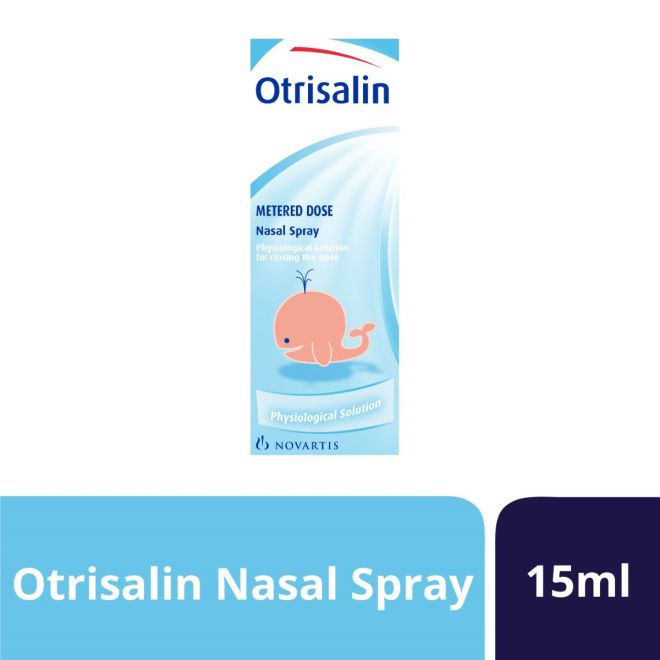 Otrisalin
METERED DOSE
Nasal Spray
Physiological solution
for rinsing the nose
Physiological Solution
NOVARTIS
Otrisalin Nasal Spray
15ml